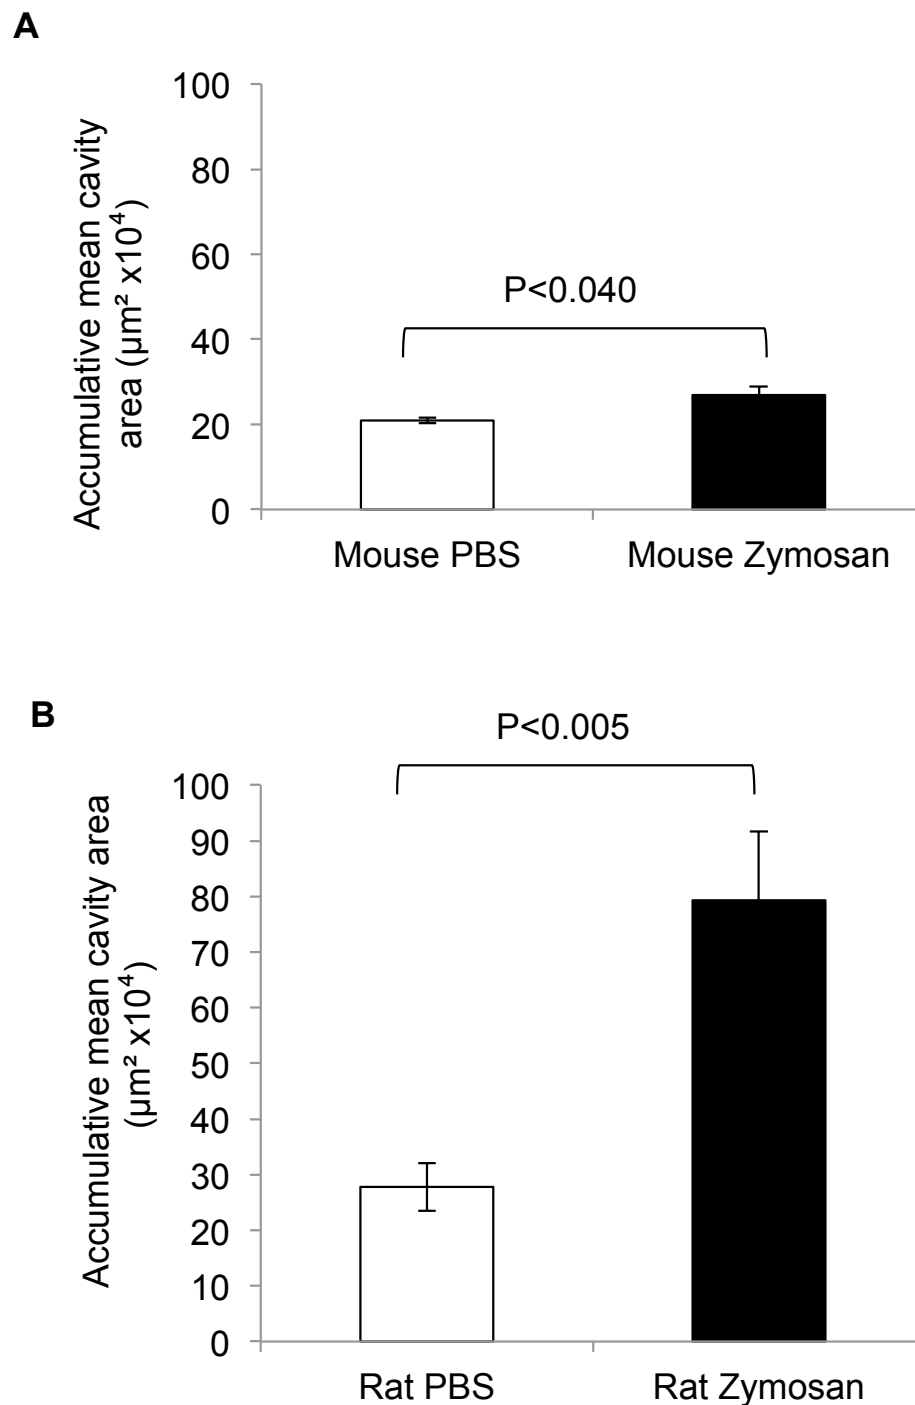 A
Accumulative mean cavity
area (µm² x10⁴)
100
80
60
40
20
0
P<0.040
Mouse PBS
Mouse Zymosan
B
Accumulative mean cavity area
(µm² x10⁴)
P<0.005
100
90
80
70
60
50
40
30
20
10
0
Rat PBS
Rat Zymosan